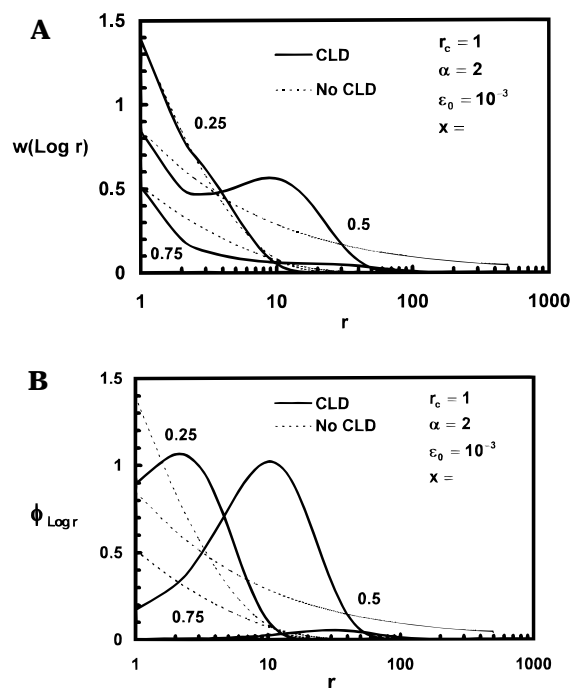 A
1.5
1
0.5
0
w(Log r)
CLD
No CLD
r_c = 1
α = 2
ε_0 = 10^-3
x =
0.25
0.5
0.75
1 10 100 1000
r
B
1.5
1
0.5
0
ϕ Log r
CLD
No CLD
r_c = 1
α = 2
ε_0 = 10^-3
x =
0.25
0.5
0.75
1 10 100 1000
r